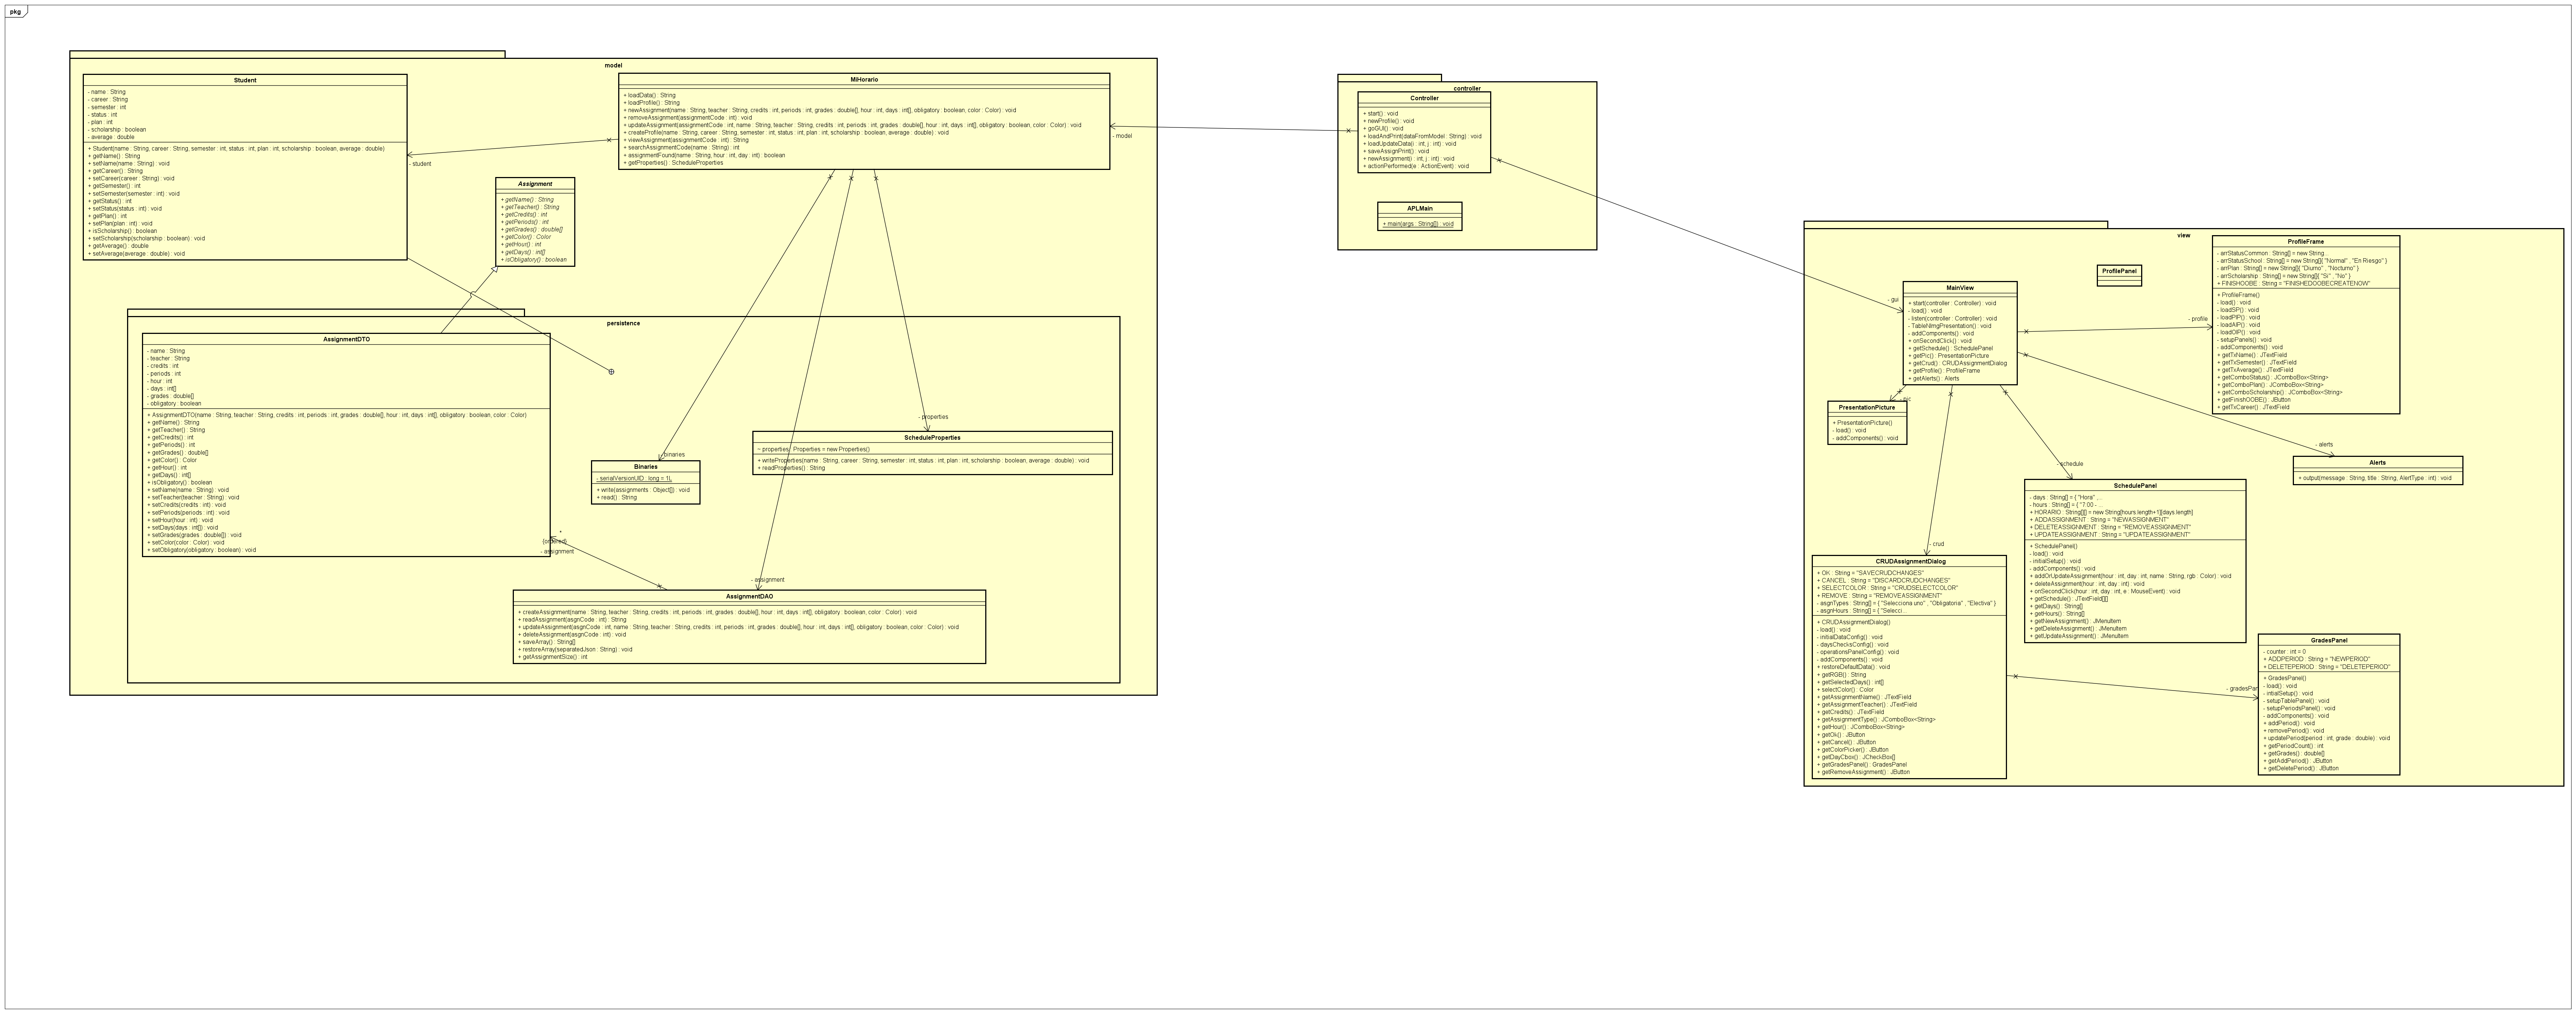 pkg
model
Student
- name : String
- career : String
- semester : int
- status : int
- plan : int
- scholarship : boolean
- average : double
+ Student(name : String, career : String, semester : int, status : int, plan : int, scholarship : boolean, average : double)
+ getName() : String
+ setName(name : String) : void
+ getCareer() : String
+ setCareer(career : String) : void
+ getSemester() : int
+ setSemester(semester : int) : void
+ getStatus() : int
+ setStatus(status : int) : void
+ getPlan() : int
+ setPlan(plan : int) : void
+ isScholarship() : boolean
+ setScholarship(scholarship : boolean) : void
+ getAverage() : double
+ setAverage(average : double) : void
MiHorario
+ loadData() : String
+ loadProfile() : String
+ newAssignment(name : String, teacher : String, credits : int, periods : int, grades : double[], hour : int, days : int[], obligatory : boolean, color : Color) : void
+ removeAssignment(assignmentCode : int) : void
+ updateAssignment(assignmentCode : int, name : String, teacher : String, credits : int, periods : int, grades : double[], hour : int, days : int[], obligatory : boolean, color : Color) : void
+ createProfile(name : String, career : String, semester : int, status : int, plan : int, scholarship : boolean, average : double) : void
+ viewAssignment(assignmentCode : int) : String
+ searchAssignmentCode(name : String) : int
+ assignmentFound(name : String, hour : int, day : int) : boolean
+ getProperties() : ScheduleProperties
- student
- model
Assignment
+ getName() : String
+ getTeacher() : String
+ getCredits() : int
+ getPeriods() : int
+ getGrades() : double[]
+ getColor() : Color
+ getHour() : int
+ getDays() : int[]
+ isObligatory() : boolean
persistence
AssignmentDTO
- name : String
- teacher : String
- credits : int
- periods : int
- hour : int
- days : int[]
- grades : double[]
- obligatory : boolean
+ AssignmentDTO(name : String, teacher : String, credits : int, periods : int, grades : double[], hour : int, days : int[], obligatory : boolean, color : Color)
+ getName() : String
+ getTeacher() : String
+ getCredits() : int
+ getPeriods() : int
+ getGrades() : double[]
+ getColor() : Color
+ getHour() : int
+ getDays() : int[]
+ isObligatory() : boolean
+ setName(name : String) : void
+ setTeacher(teacher : String) : void
+ setCredits(credits : int) : void
+ setPeriods(periods : int) : void
+ setHour(hour : int) : void
+ setDays(days : int[]) : void
+ setGrades(grades : double[]) : void
+ setColor(color : Color) : void
+ setObligatory(obligatory : boolean) : void
*
{ordered}
- assignment
- binaries
Binaries
- serialVersionUID : long = 1L
+ write(assignments : Object[]) : void
+ read() : String
- properties
ScheduleProperties
~ properties : Properties = new Properties()
+ writeProperties(name : String, career : String, semester : int, status : int, plan : int, scholarship : boolean, average : double) : void
+ readProperties() : String
- assignment
AssignmentDAO
+ createAssignment(name : String, teacher : String, credits : int, periods : int, grades : double[], hour : int, days : int[], obligatory : boolean, color : Color) : void
+ readAssignment(asgnCode : int) : String
+ updateAssignment(asgnCode : int, name : String, teacher : String, credits : int, periods : int, grades : double[], hour : int, days : int[], obligatory : boolean, color : Color) : void
+ deleteAssignment(asgnCode : int) : void
+ saveArray() : String[]
+ restoreArray(separatedJson : String) : void
+ getAssignmentSize() : int
controller
Controller
+ start() : void
+ newProfile() : void
+ goGUI() : void
+ loadAndPrint(dataFromModel : String) : void
+ loadUpdateData(i : int, j : int) : void
+ saveAssignPrint() : void
+ newAssignment(i : int, j : int) : void
+ actionPerformed(e : ActionEvent) : void
APLMain
+ main(args : String[]) : void
view
- gui
MainView
+ start(controller : Controller) : void
- load() : void
- listen(controller : Controller) : void
- TableNImgPresentation() : void
- addComponents() : void
+ onSecondClick() : void
+ getSchedule() : SchedulePanel
+ getPic() : PresentationPicture
+ getCrud() : CRUDAssignmentDialog
+ getProfile() : ProfileFrame
+ getAlerts() : Alerts
ProfilePanel
- profile
ProfileFrame
- arrStatusCommon : String[] = new String...
- arrStatusSchool : String[] = new String[]{ "Normal" , "En Riesgo" }
- arrPlan : String[] = new String[]{ "Diurno" , "Nocturno" }
- arrScholarship : String[] = new String[]{ "Si" , "No" }
+ FINISHOOBE : String = "FINISHEDOOBECREATENOW"
+ ProfileFrame()
- load() : void
- loadSP() : void
- loadPIP() : void
- loadAIP() : void
- loadOIP() : void
- setupPanels() : void
- addComponents() : void
+ getTxName() : JTextField
+ getTxSemester() : JTextField
+ getTxAverage() : JTextField
+ getComboStatus() : JComboBox<String>
+ getComboPlan() : JComboBox<String>
+ getComboScholarship() : JComboBox<String>
+ getFinishOOBE() : JButton
+ getTxCareer() : JTextField
- pic
PresentationPicture
+ PresentationPicture()
- load() : void
- addComponents() : void
- alerts
Alerts
+ output(message : String, title : String, AlertType : int) : void
- schedule
SchedulePanel
- days : String[] = { "Hora" , ...
- hours : String[] = { "7:00 - ...
+ HORARIO : String[][] = new String[hours.length+1][days.length]
+ ADDASSIGNMENT : String = "NEWASSIGNMENT"
+ DELETEASSIGNMENT : String = "REMOVEASSIGNMENT"
+ UPDATEASSIGNMENT : String = "UPDATEASSIGNMENT"
+ SchedulePanel()
- load() : void
- initialSetup() : void
- addComponents() : void
+ addOrUpdateAssignment(hour : int, day : int, name : String, rgb : Color) : void
+ deleteAssignment(hour : int, day : int) : void
+ onSecondClick(hour : int, day : int, e : MouseEvent) : void
+ getSchedule() : JTextField[][]
+ getDays() : String[]
+ getHours() : String[]
+ getNewAssignment() : JMenuItem
+ getDeleteAssignment() : JMenuItem
+ getUpdateAssignment() : JMenuItem
- crud
CRUDAssignmentDialog
+ OK : String = "SAVECRUDCHANGES"
+ CANCEL : String = "DISCARDCRUDCHANGES"
+ SELECTCOLOR : String = "CRUDSELECTCOLOR"
+ REMOVE : String = "REMOVEASSIGNMENT"
- asgnTypes : String[] = { "Selecciona uno" , "Obligatoria" , "Electiva" }
- asgnHours : String[] = { "Selecci...
+ CRUDAssignmentDialog()
- load() : void
- initialDataConfig() : void
- daysChecksConfig() : void
- operationsPanelConfig() : void
- addComponents() : void
+ restoreDefaultData() : void
+ getRGB() : String
+ getSelectedDays() : int[]
+ selectColor() : Color
+ getAssignmentName() : JTextField
+ getAssignmentTeacher() : JTextField
+ getCredits() : JTextField
+ getAssignmentType() : JComboBox<String>
+ getHour() : JComboBox<String>
+ getOk() : JButton
+ getCancel() : JButton
+ getColorPicker() : JButton
+ getDayCbox() : JCheckBox[]
+ getGradesPanel() : GradesPanel
+ getRemoveAssignment() : JButton
- gradesPan
GradesPanel
- counter : int = 0
+ ADDPERIOD : String = "NEWPERIOD"
+ DELETEPERIOD : String = "DELETEPERIOD"
+ GradesPanel()
- load() : void
- intialSetup() : void
- setupTablePanel() : void
- setupPeriodsPanel() : void
- addComponents() : void
+ addPeriod() : void
+ removePeriod() : void
+ updatePeriod(period : int, grade : double) : void
+ getPeriodCount() : int
+ getGrades() : double[]
+ getAddPeriod() : JButton
+ getDeletePeriod() : JButton